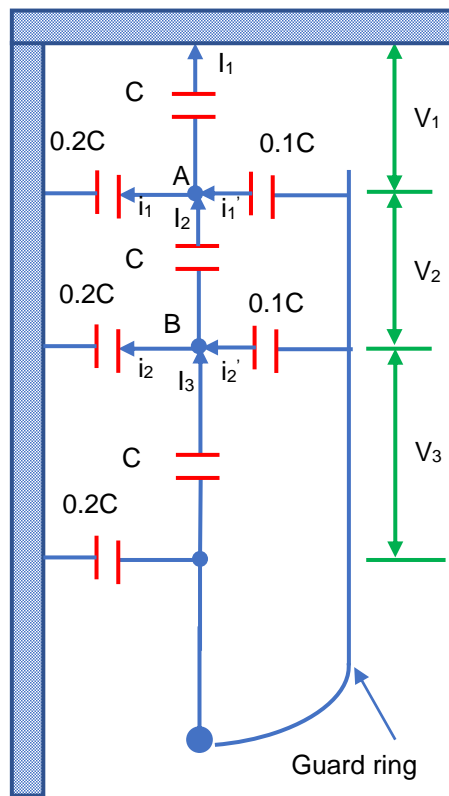 I₁
C
V₁
0.2C
0.1C
A
i₁
i₁'
I₂
C
V₂
0.2C
0.1C
B
i₂
i₂'
I₃
C
V₃
0.2C
Guard ring